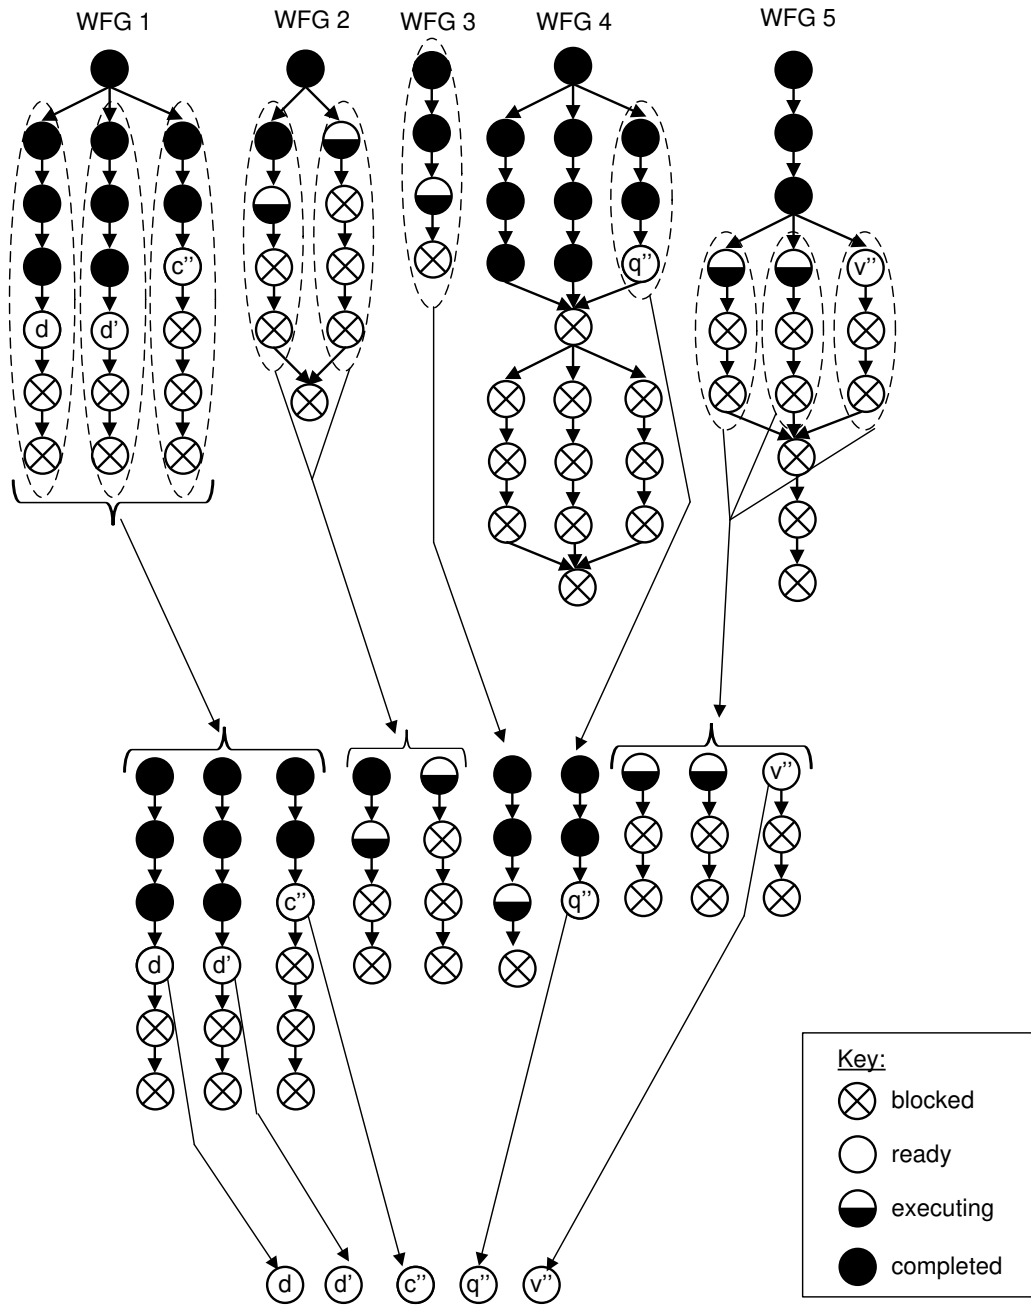 WFG 1 WFG 2 WFG 3 WFG 4 WFG 5
c'' q'' v''
d d'
v''
c'' q''
d d'
Key:
blocked
ready
executing
completed
d d' c'' q'' v''